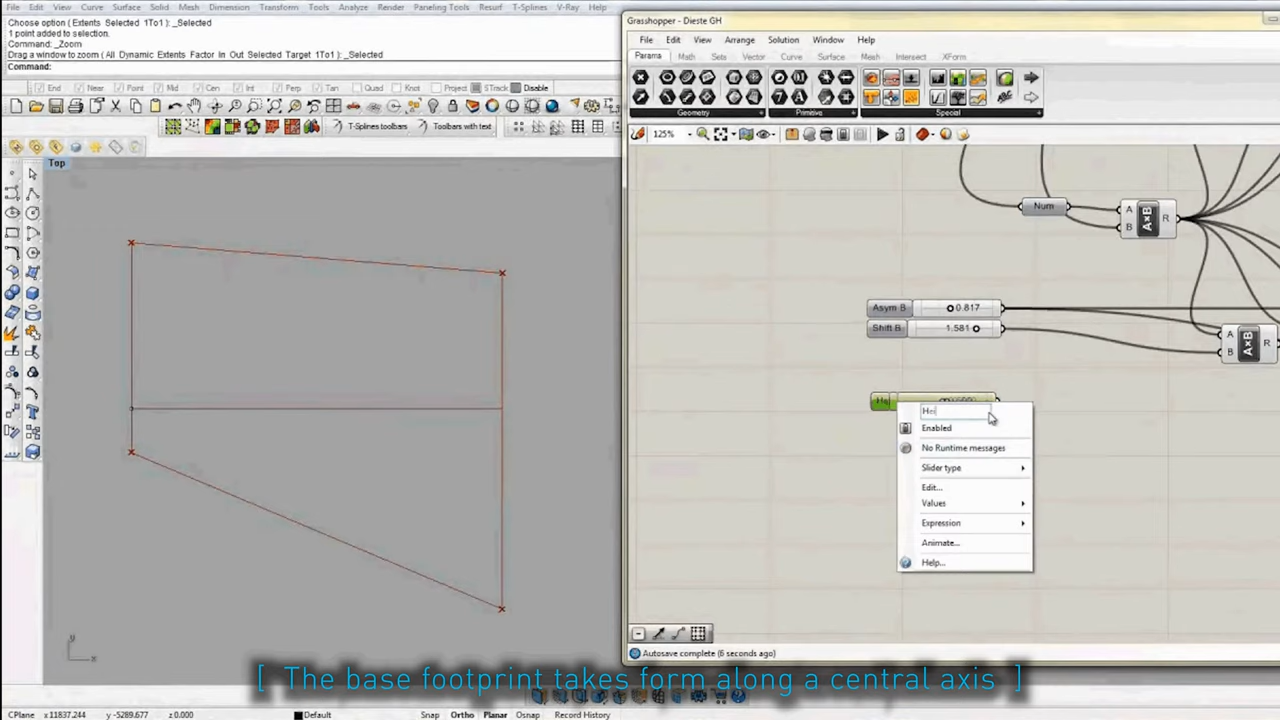 File Edit View Curve Surface Solid Mesh Dimension Transform Tools Analyze Render Paneling Tools Resurf T-Splines V-Ray Help
Choose option ( Extents Selected 1To1 ): _Selected
1 point added to selection.
Command: _Zoom
Drag a window to zoom ( All Dynamic Extents Factor In Out Selected Target 1To1 ): _Selected
Command:
End Near Point Mid Cen Int Perp Tan Quad Knot Project STrack Disable
T-Splines toolbars Toolbars with text
Top
y
x
Grasshopper - Dieste GH
File Edit View Arrange Solution Window Help
Params Math Sets Vector Curve Surface Mesh Intersect XForm
Geometry Primitive Special
125%
Num
A
B
A×B
R
Asym B 0.817
Shift B 1.581
A
B
A×B
R
Hei
Enabled
No Runtime messages
Slider type
Edit...
Values
Expression
Animate...
Help...
Autosave complete (6 seconds ago)
[ The base footprint takes form along a central axis ]
CPlane x 11837.244 y -5289.677 z 0.000 Default Snap Ortho Planar Osnap Record History